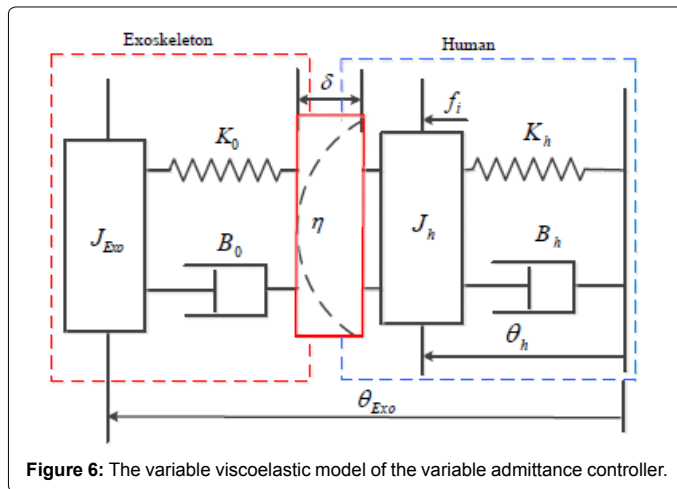 Exoskeleton
Human
δ
f_i
K_0
K_h
J_Exo
η
J_h
B_0
B_h
θ_h
θ_Exo
Figure 6: The variable viscoelastic model of the variable admittance controller.